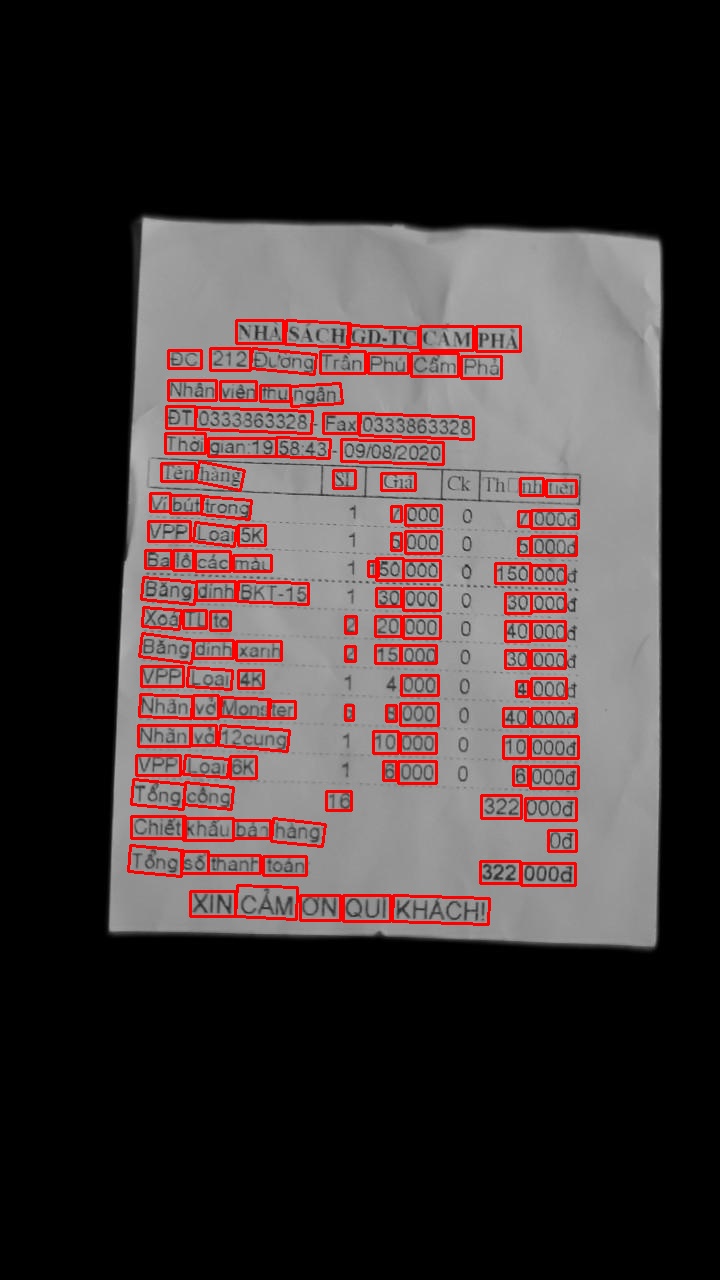 NHÀ SÁCH GD-TC CẨM PHẢ
ĐC 212 Đường Trần Phú Cẩm Phả
Nhân viên thu ngân
ĐT 0333863328 - Fax 0333863328
Thời gian:19 58:43 - 09/08/2020
Tên hàng SL Giá Ck Th□nh tiền
Ví bút trong 1 7 000 0 7 000đ
VPP Loại 5K 1 5 000 0 5 000đ
Ba lô các màu 1 150 000 0 150 000đ
Băng dính BKT-15 1 30 000 0 30 000đ
Xoá TL to 2 20 000 0 40 000đ
Băng dính xanh 2 15 000 0 30 000đ
VPP Loại 4K 1 4 000 0 4 000đ
Nhãn vở Monster 000 0 40 000đ
Nhãn vở 12cung 1 10 000 0 10 000đ
VPP Loại 6K 1 6 000 0 6 000đ
Tổng cộng 16 322 000đ
Chiết khấu bán hàng 0đ
Tổng số thanh toán 322 000đ
XIN CẢM ƠN QUÍ KHÁCH!